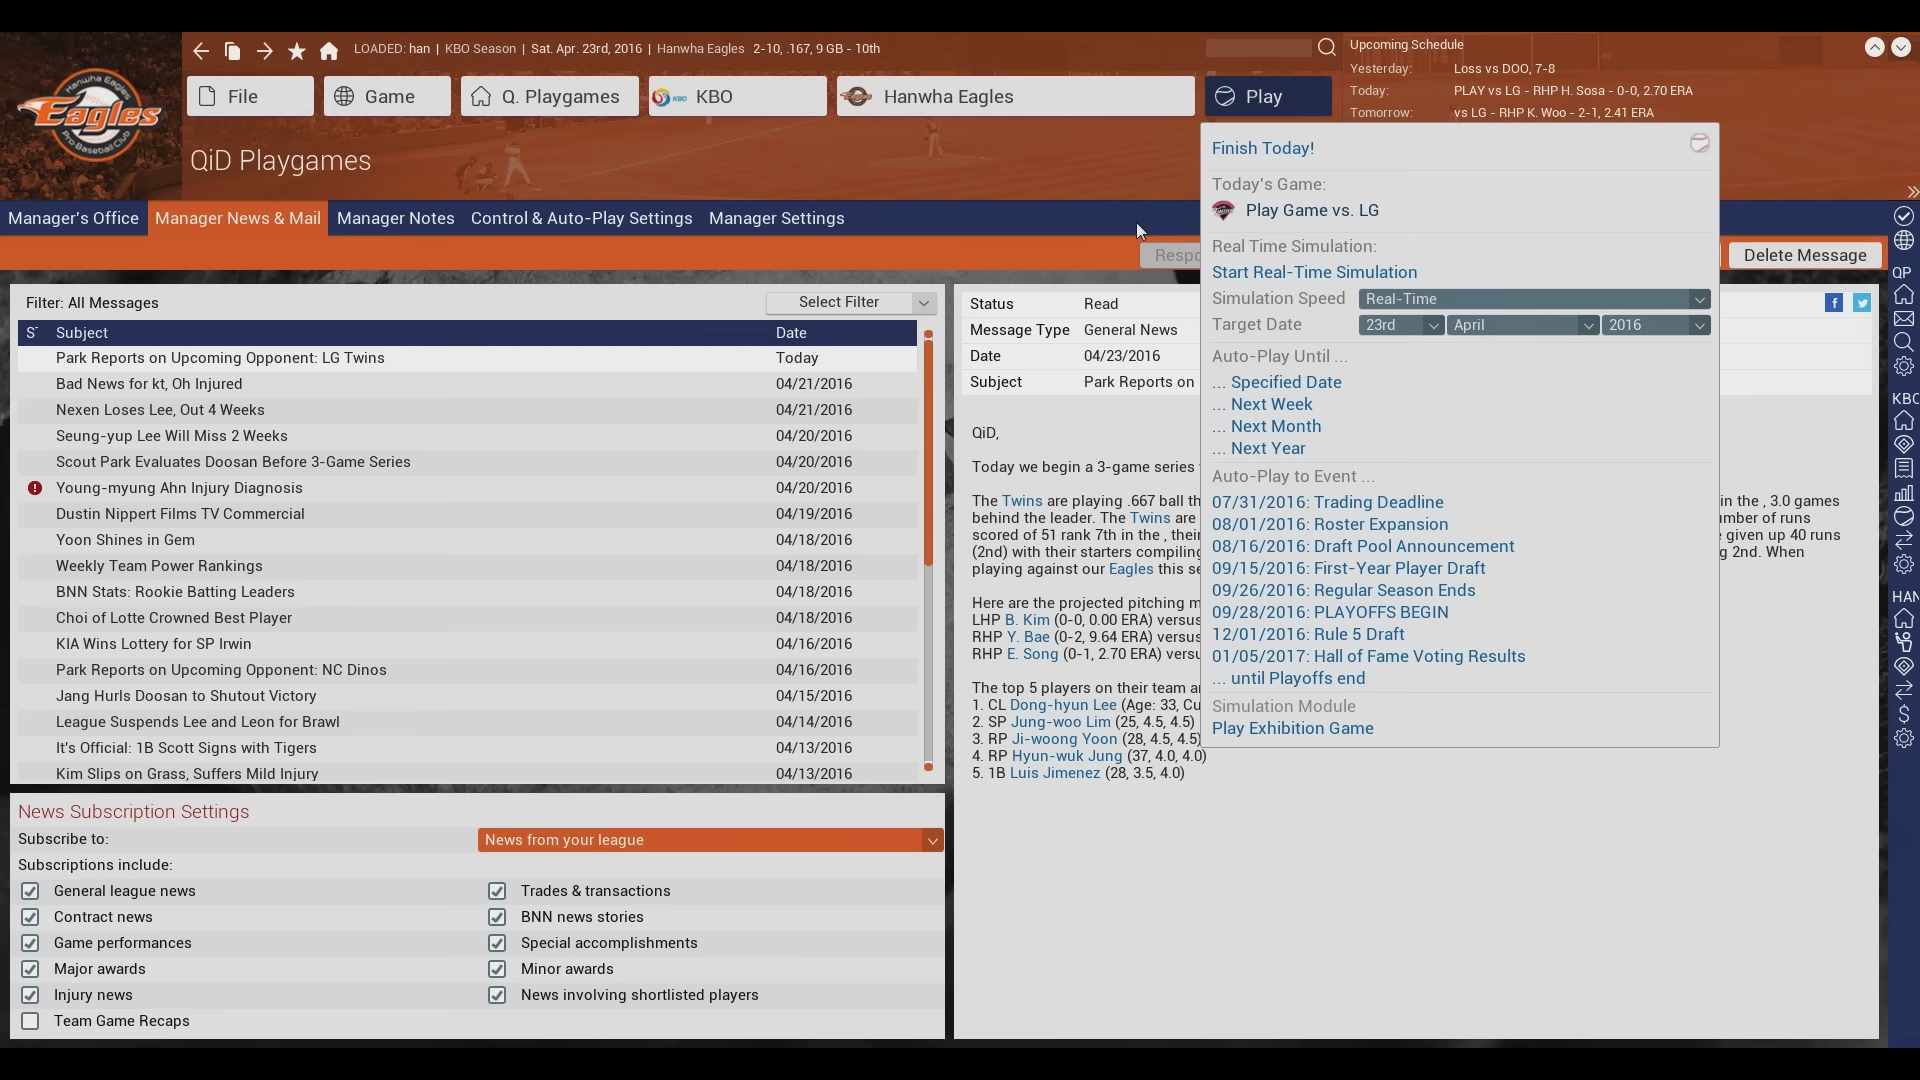 LOADED: han | KBO Season | Sat. Apr. 23rd, 2016 | Hanwha Eagles 2-10, .167, 9 GB - 10th
Upcoming Schedule
Yesterday: Loss vs DOO, 7-8
Today: PLAY vs LG - RHP H. Sosa - 0-0, 2.70 ERA
Tomorrow: vs LG - RHP K. Woo - 2-1, 2.41 ERA
Hanwha Eagles
Eagles
Pro Baseball Club
File
Game
Q. Playgames
KBO
KBO
Hanwha Eagles
Play
QiD Playgames
Manager's Office
Manager News & Mail
Manager Notes
Control & Auto-Play Settings
Manager Settings
Respo
Delete Message
Finish Today!
Today's Game:
Play Game vs. LG
Real Time Simulation:
Start Real-Time Simulation
Simulation Speed Real-Time
Target Date 23rd April 2016
Auto-Play Until ...
... Specified Date
... Next Week
... Next Month
... Next Year
Auto-Play to Event ...
07/31/2016: Trading Deadline
08/01/2016: Roster Expansion
08/16/2016: Draft Pool Announcement
09/15/2016: First-Year Player Draft
09/26/2016: Regular Season Ends
09/28/2016: PLAYOFFS BEGIN
12/01/2016: Rule 5 Draft
01/05/2017: Hall of Fame Voting Results
... until Playoffs end
Simulation Module
Play Exhibition Game
Filter: All Messages
Select Filter
Subject Date
Park Reports on Upcoming Opponent: LG Twins Today
Bad News for kt, Oh Injured 04/21/2016
Nexen Loses Lee, Out 4 Weeks 04/21/2016
Seung-yup Lee Will Miss 2 Weeks 04/20/2016
Scout Park Evaluates Doosan Before 3-Game Series 04/20/2016
Young-myung Ahn Injury Diagnosis 04/20/2016
Dustin Nippert Films TV Commercial 04/19/2016
Yoon Shines in Gem 04/18/2016
Weekly Team Power Rankings 04/18/2016
BNN Stats: Rookie Batting Leaders 04/18/2016
Choi of Lotte Crowned Best Player 04/18/2016
KIA Wins Lottery for SP Irwin 04/16/2016
Park Reports on Upcoming Opponent: NC Dinos 04/16/2016
Jang Hurls Doosan to Shutout Victory 04/15/2016
League Suspends Lee and Leon for Brawl 04/14/2016
It's Official: 1B Scott Signs with Tigers 04/13/2016
Kim Slips on Grass, Suffers Mild Injury 04/13/2016
News Subscription Settings
Subscribe to: News from your league
Subscriptions include:
General league news Trades & transactions
Contract news BNN news stories
Game performances Special accomplishments
Major awards Minor awards
Injury news News involving shortlisted players
Team Game Recaps
Status Read
Message Type General News
Date 04/23/2016
Subject Park Reports on
QiD,
Today we begin a 3-game series
The Twins are playing .667 ball th in the , 3.0 games
behind the leader. The Twins are umber of runs
scored of 51 rank 7th in the , their given up 40 runs
(2nd) with their starters compiling g 2nd. When
playing against our Eagles this se
Here are the projected pitching m
LHP B. Kim (0-0, 0.00 ERA) versus
RHP Y. Bae (0-2, 9.64 ERA) versus
RHP E. Song (0-1, 2.70 ERA) versu
The top 5 players on their team ar
1. CL Dong-hyun Lee (Age: 33, Cu
2. SP Jung-woo Lim (25, 4.5, 4.5)
3. RP Ji-woong Yoon (28, 4.5, 4.5)
4. RP Hyun-wuk Jung (37, 4.0, 4.0)
5. 1B Luis Jimenez (28, 3.5, 4.0)
QP
KBO
HAN